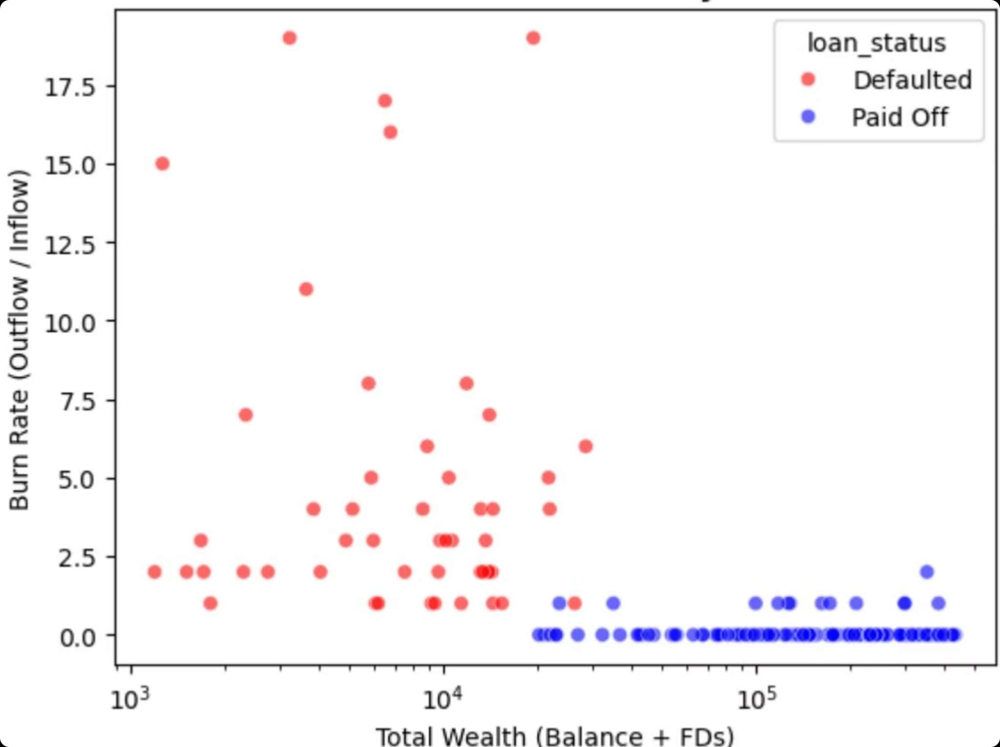 loan_status
Defaulted
Paid Off
17.5
15.0
12.5
10.0
7.5
5.0
2.5
0.0
Burn Rate (Outflow / Inflow)
10³
10⁴
10⁵
Total Wealth (Balance + FDs)